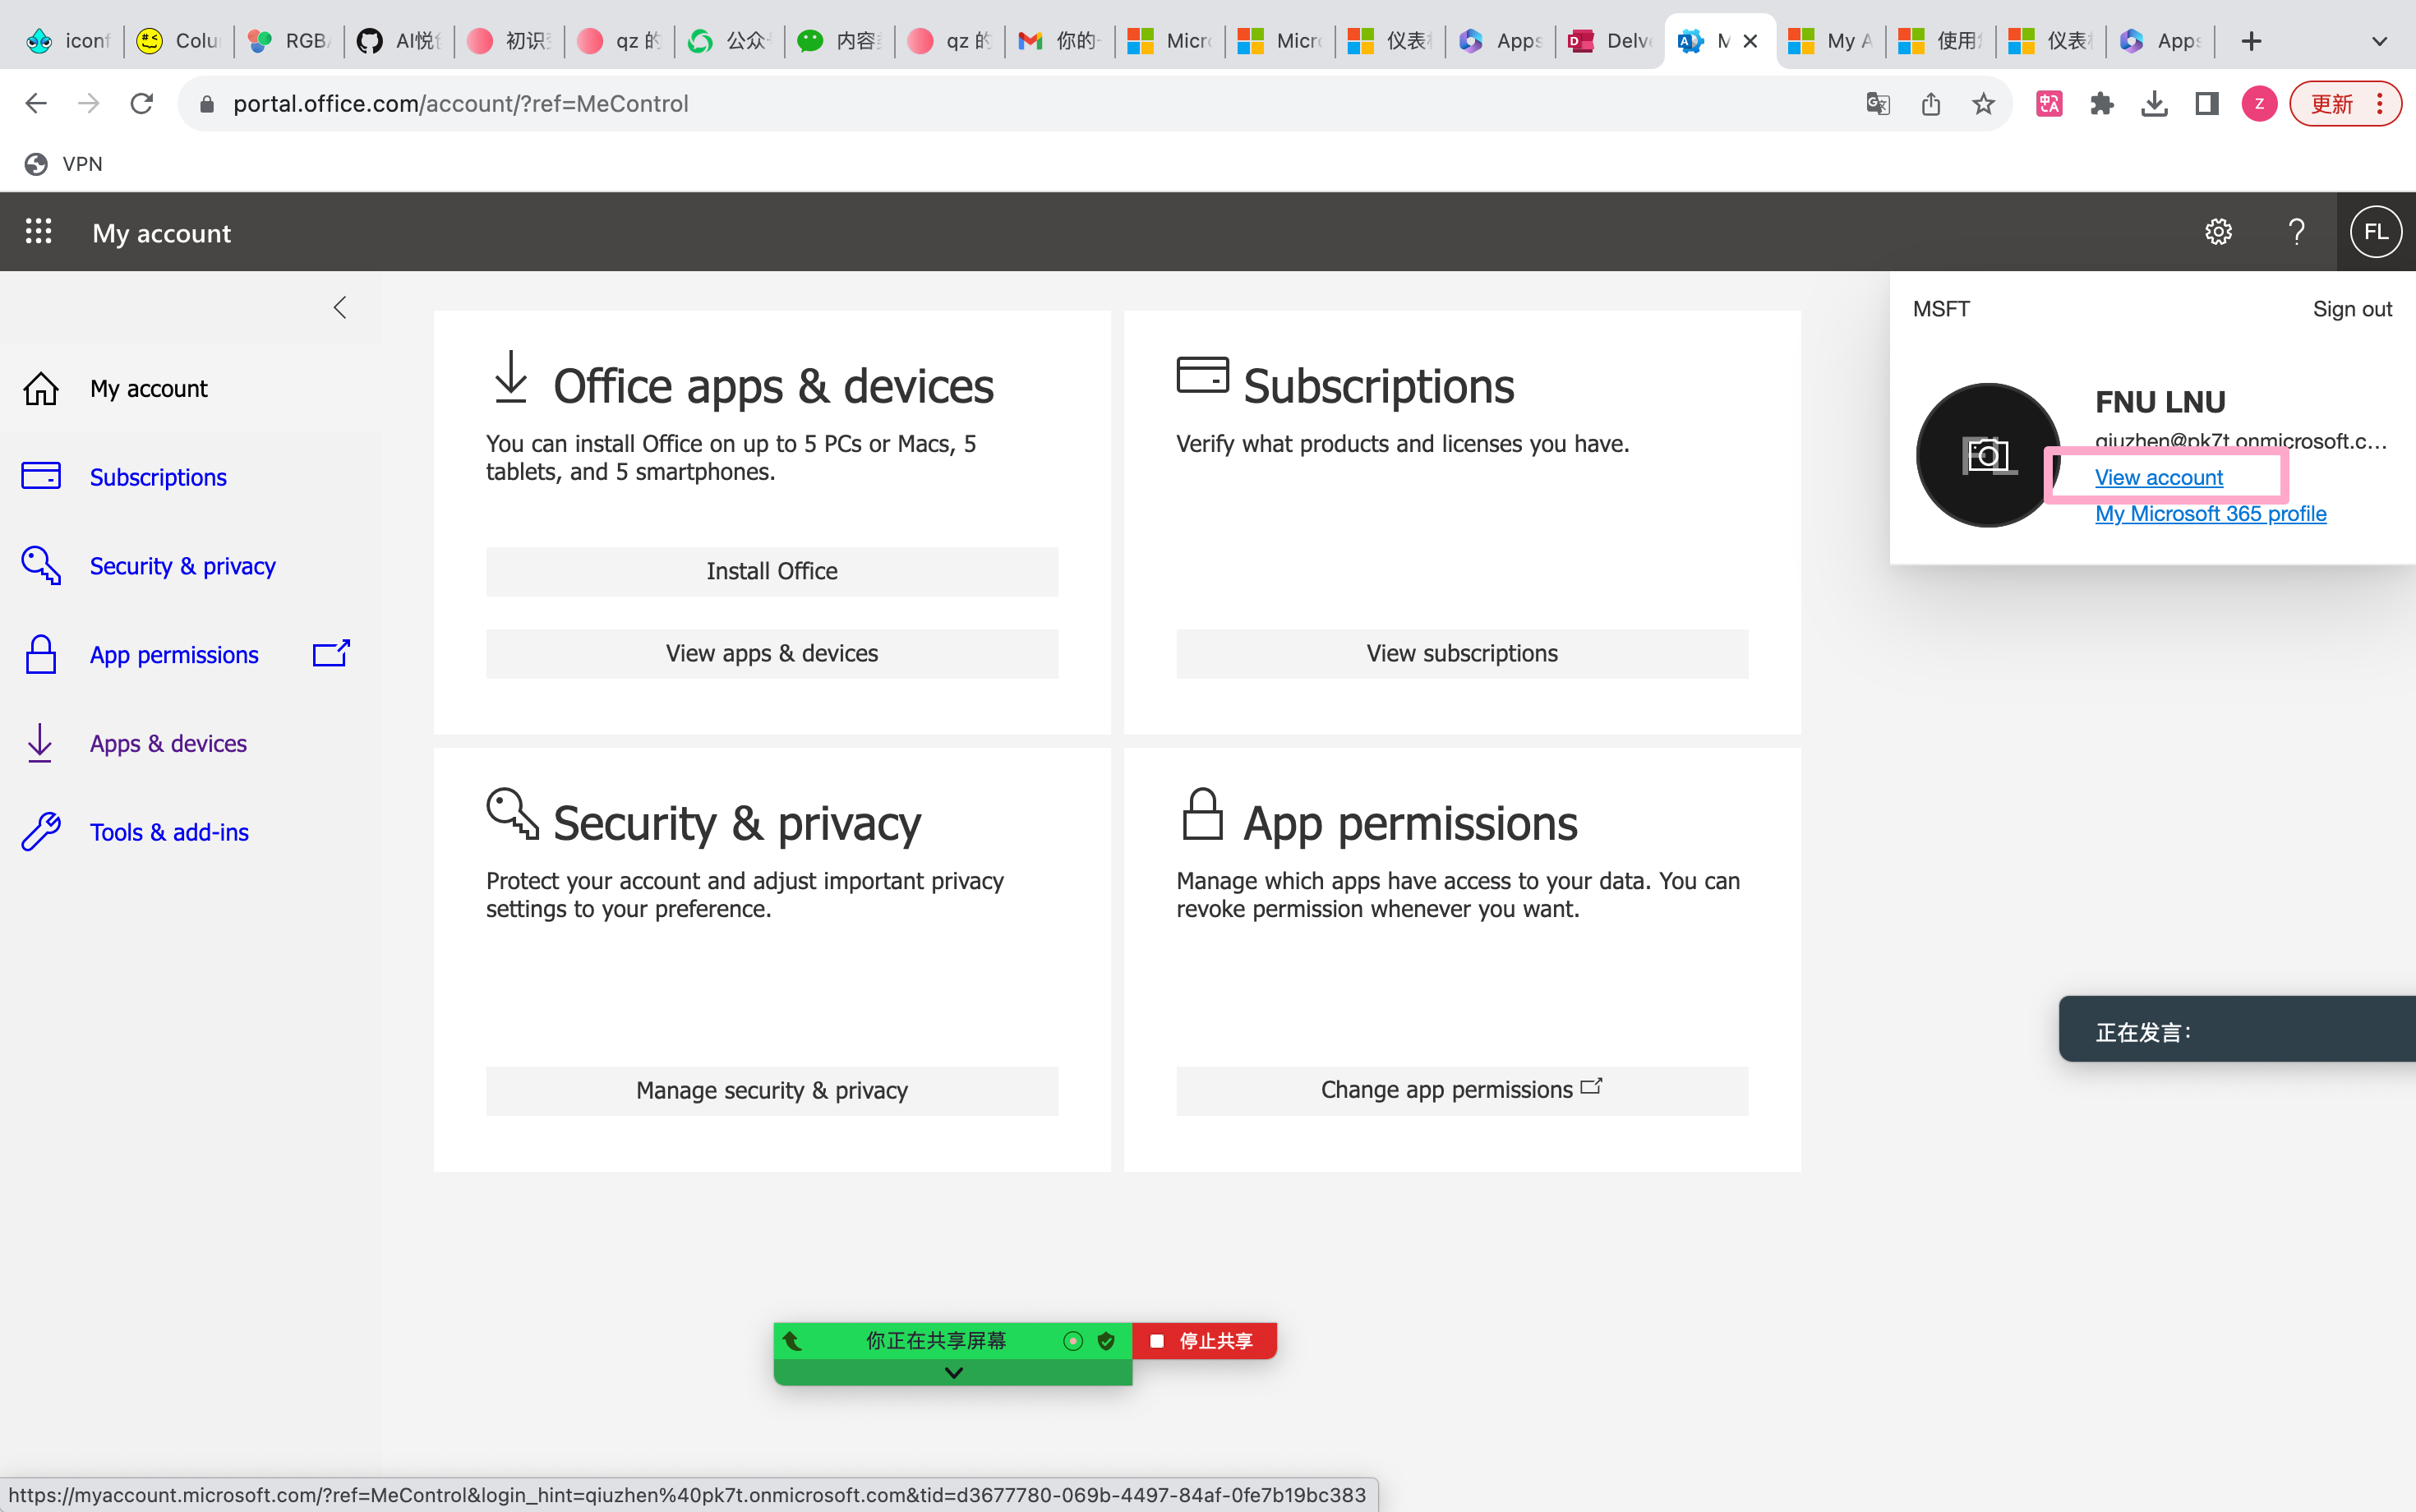 iconf
Colu
RGB
AI悦
初识
qz 的
公众
内容
qz 的
你的
Micr
Micr
仪表
Apps
Delv
M
My A
使用
仪表
Apps
portal.office.com/account/?ref=MeControl
Z
更新
VPN
My account
?
FL
MSFT
Sign out
FNU LNU
qiuzhen@pk7t.onmicrosoft.c...
View account
My Microsoft 365 profile
My account
Subscriptions
Security & privacy
App permissions
Apps & devices
Tools & add-ins
Office apps & devices
You can install Office on up to 5 PCs or Macs, 5
tablets, and 5 smartphones.
Install Office
View apps & devices
Subscriptions
Verify what products and licenses you have.
View subscriptions
Security & privacy
Protect your account and adjust important privacy
settings to your preference.
Manage security & privacy
App permissions
Manage which apps have access to your data. You can
revoke permission whenever you want.
Change app permissions
正在发言:
你正在共享屏幕
停止共享
https://myaccount.microsoft.com/?ref=MeControl&login_hint=qiuzhen%40pk7t.onmicrosoft.com&tid=d3677780-069b-4497-84af-0fe7b19bc383